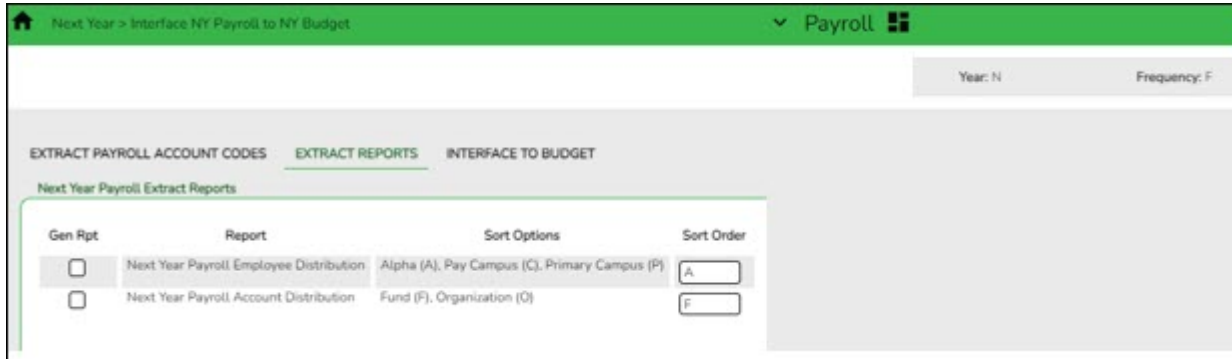 Next Year > Interface NY Payroll to NY Budget Payroll
Year: N Frequency: F
EXTRACT PAYROLL ACCOUNT CODES EXTRACT REPORTS INTERFACE TO BUDGET
Next Year Payroll Extract Reports
Gen Rpt Report Sort Options Sort Order
Next Year Payroll Employee Distribution Alpha (A), Pay Campus (C), Primary Campus (P) A
Next Year Payroll Account Distribution Fund (F), Organization (O) F